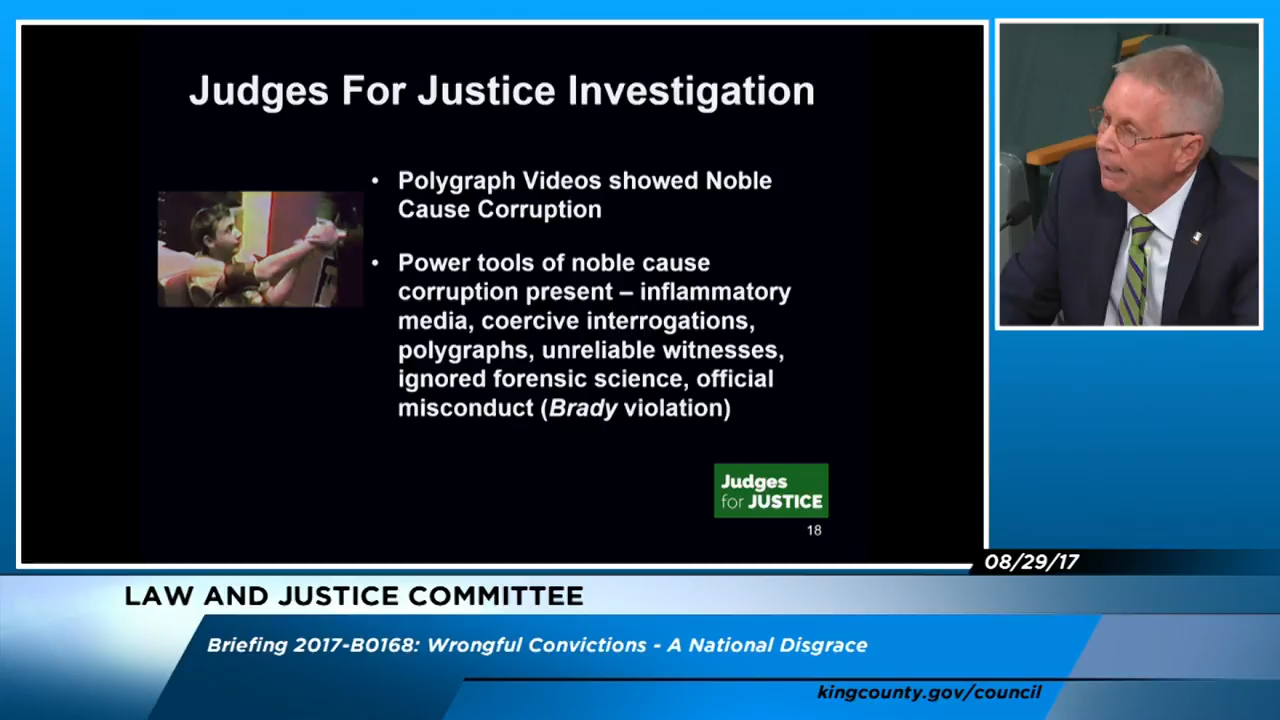 Judges For Justice Investigation
• Polygraph Videos showed Noble
Cause Corruption
• Power tools of noble cause
corruption present – inflammatory
media, coercive interrogations,
polygraphs, unreliable witnesses,
ignored forensic science, official
misconduct (Brady violation)
Judges
for JUSTICE
18
08/29/17
LAW AND JUSTICE COMMITTEE
Briefing 2017-B0168: Wrongful Convictions - A National Disgrace
kingcounty.gov/council